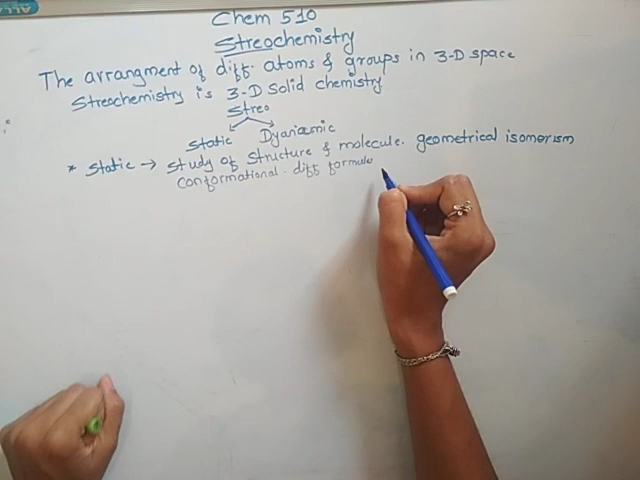 Chem 510
Streochemistry
The arrangment of diff. atoms & groups in 3-D space
Streochemistry is 3-D solid chemistry
Streo
Static Dyanamic
* Static → study of structure of molecule. geometrical isomerism
Conformational. diff formula